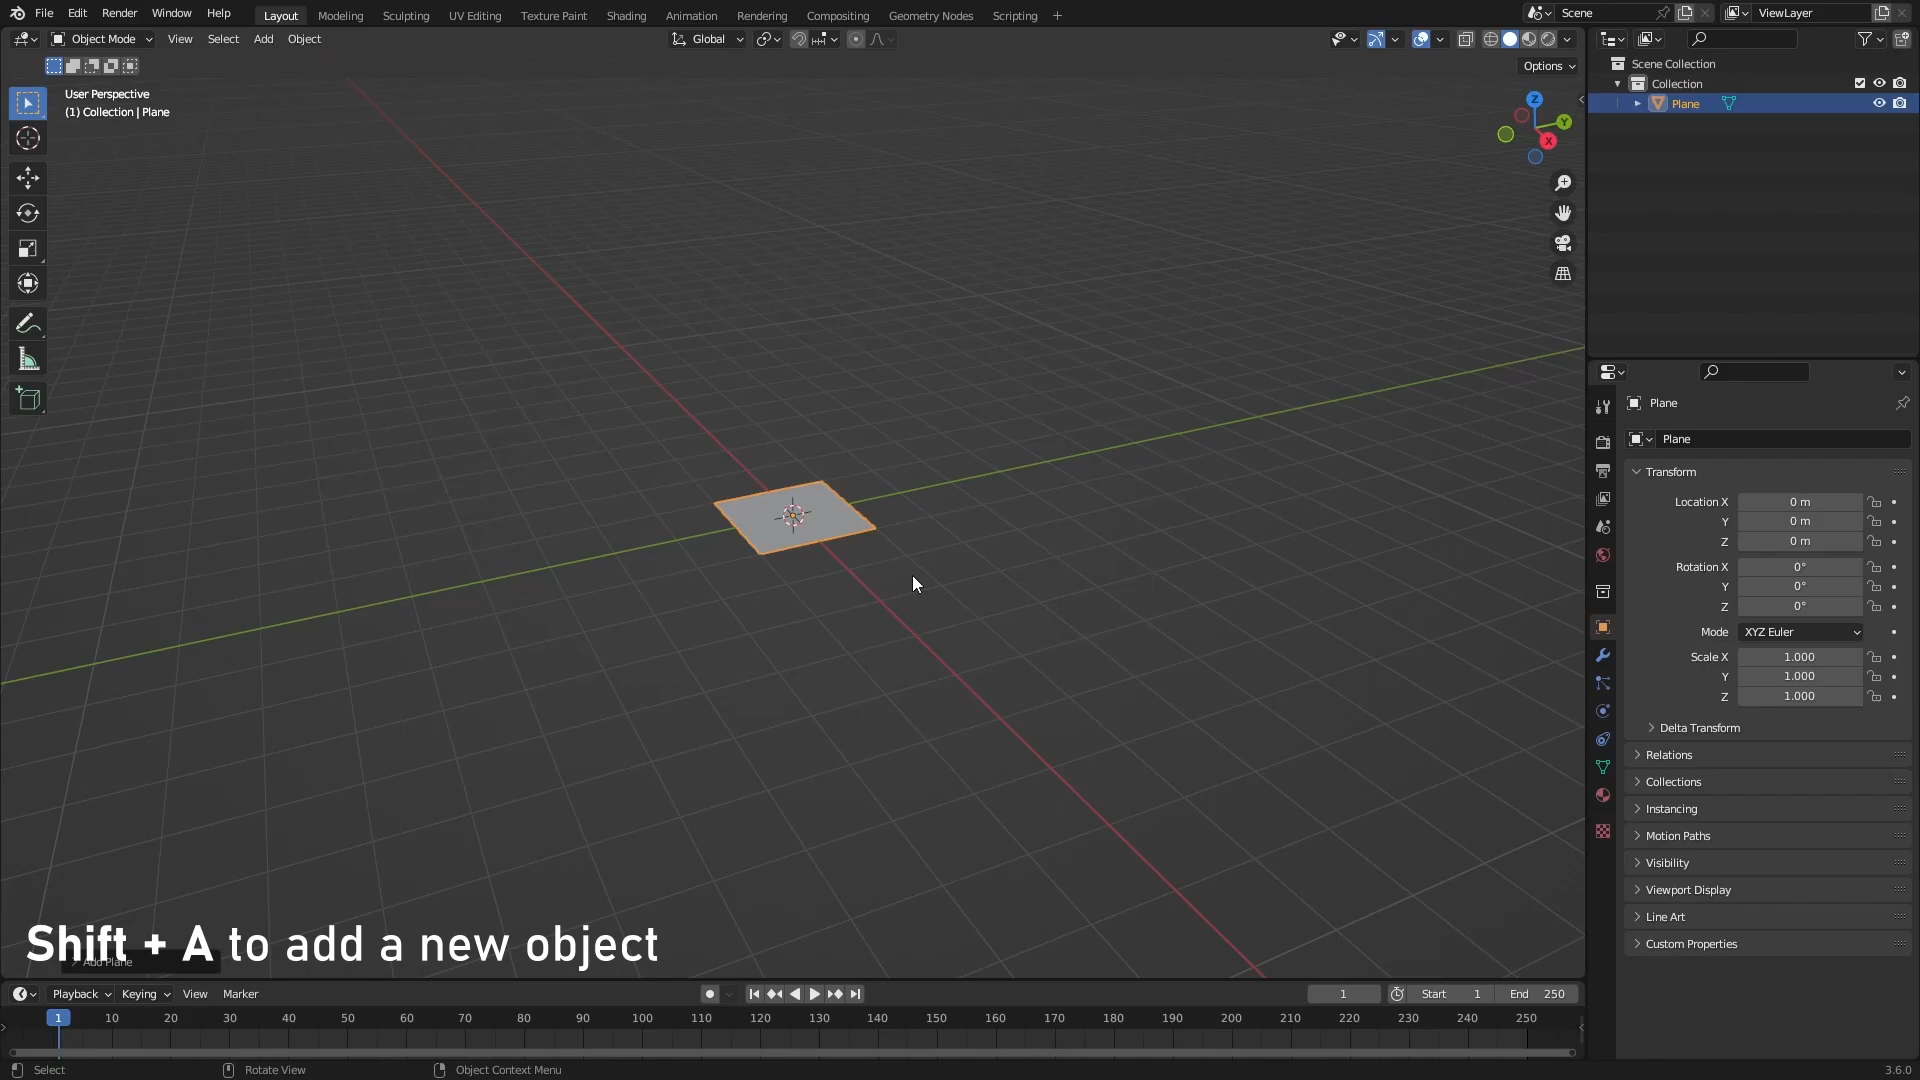 File Edit Render Window Help Layout Modeling Sculpting UV Editing Texture Paint Shading Animation Rendering Compositing Geometry Nodes Scripting + Scene ViewLayer
Object Mode View Select Add Object Global
Options
User Perspective
(1) Collection | Plane
Z
Y
X
Scene Collection
Collection
Plane
Plane
Plane
Transform
Location X 0 m
Y 0 m
Z 0 m
Rotation X 0°
Y 0°
Z 0°
Mode XYZ Euler
Scale X 1.000
Y 1.000
Z 1.000
Delta Transform
Relations
Collections
Instancing
Motion Paths
Visibility
Viewport Display
Line Art
Custom Properties
Shift + A to add a new object
Add Plane
Playback Keying View Marker 1 Start 1 End 250
1 10 20 30 40 50 60 70 80 90 100 110 120 130 140 150 160 170 180 190 200 210 220 230 240 250
Select Rotate View Object Context Menu 3.6.0